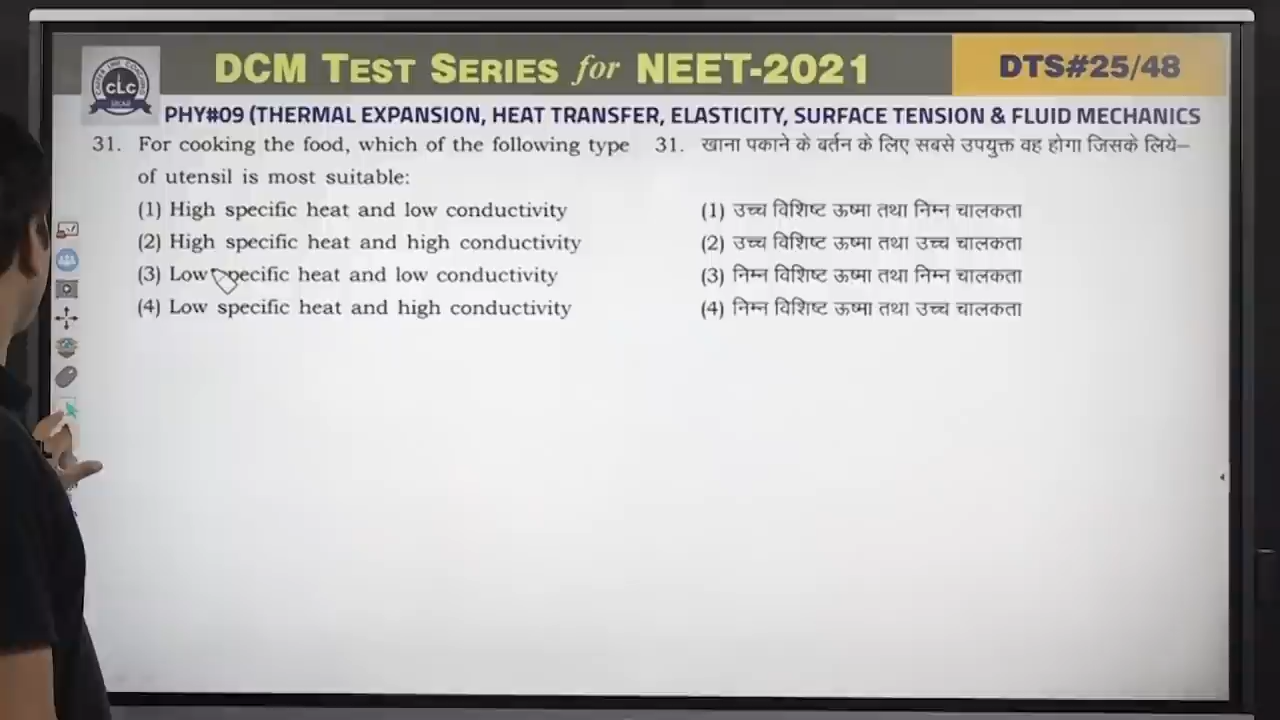 CLC
DCM TEST SERIES for NEET-2021
DTS#25/48
PHY#09 (THERMAL EXPANSION, HEAT TRANSFER, ELASTICITY, SURFACE TENSION & FLUID MECHANICS
31. For cooking the food, which of the following type
of utensil is most suitable:
(1) High specific heat and low conductivity
(2) High specific heat and high conductivity
(3) Low specific heat and low conductivity
(4) Low specific heat and high conductivity
31. खाना पकाने के बर्तन के लिए सबसे उपयुक्त वह होगा जिसके लिये–
(1) उच्च विशिष्ट ऊष्मा तथा निम्न चालकता
(2) उच्च विशिष्ट ऊष्मा तथा उच्च चालकता
(3) निम्न विशिष्ट ऊष्मा तथा निम्न चालकता
(4) निम्न विशिष्ट ऊष्मा तथा उच्च चालकता